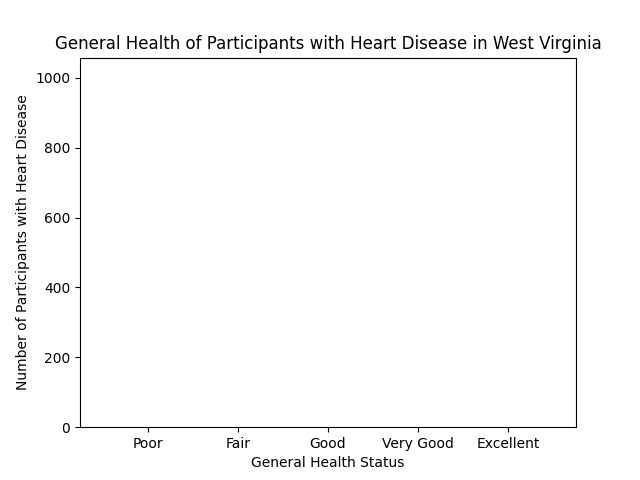 General Health of Participants with Heart Disease in West Virginia
Number of Participants with Heart Disease
1000
800
600
400
200
0
Poor Fair Good Very Good Excellent
General Health Status